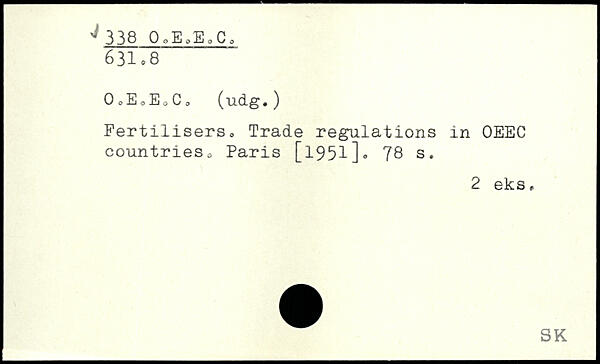 338 O.E.E.C.
631.8
O.E.E.C. (udg.)
Fertilisers. Trade regulations in OEEC
countries. Paris [1951]. 78 s.
2 eks.
SK